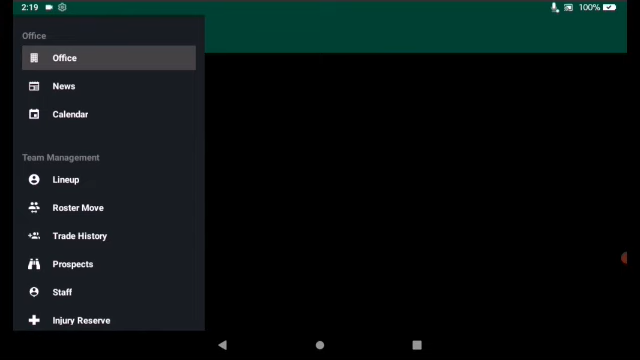 2:19
100%
Office
Office
News
Calendar
Team Management
Lineup
Roster Move
Trade History
Prospects
Staff
Injury Reserve